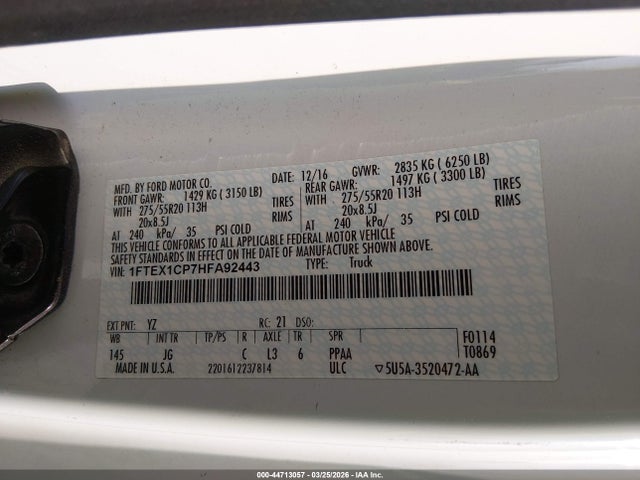 MFD. BY FORD MOTOR CO. DATE: 12/16 GVWR: 2835 KG ( 6250 LB)
FRONT GAWR: 1429 KG ( 3150 LB) REAR GAWR: 1497 KG ( 3300 LB)
WITH 275/55R20 113H TIRES WITH 275/55R20 113H TIRES
20x8.5J RIMS 20x8.5J RIMS
AT 240 kPa/ 35 PSI COLD AT 240 kPa/ 35 PSI COLD
THIS VEHICLE CONFORMS TO ALL APPLICABLE FEDERAL MOTOR VEHICLE
SAFETY STANDARDS IN EFFECT ON THE DATE OF MANUFACTURE SHOWN ABOVE.
VIN: 1FTEX1CP7HFA92443 TYPE: Truck
EXT PNT: YZ RC: 21 DSO: F0114
WB INT TR TP/PS R AXLE TR SPR T0869
145 JG C L3 6 PPAA
MADE IN U.S.A. 2201612237814 ULC ▽5U5A-3520472-AA
000-44713057 - 03/25/2026 - IAA Inc.